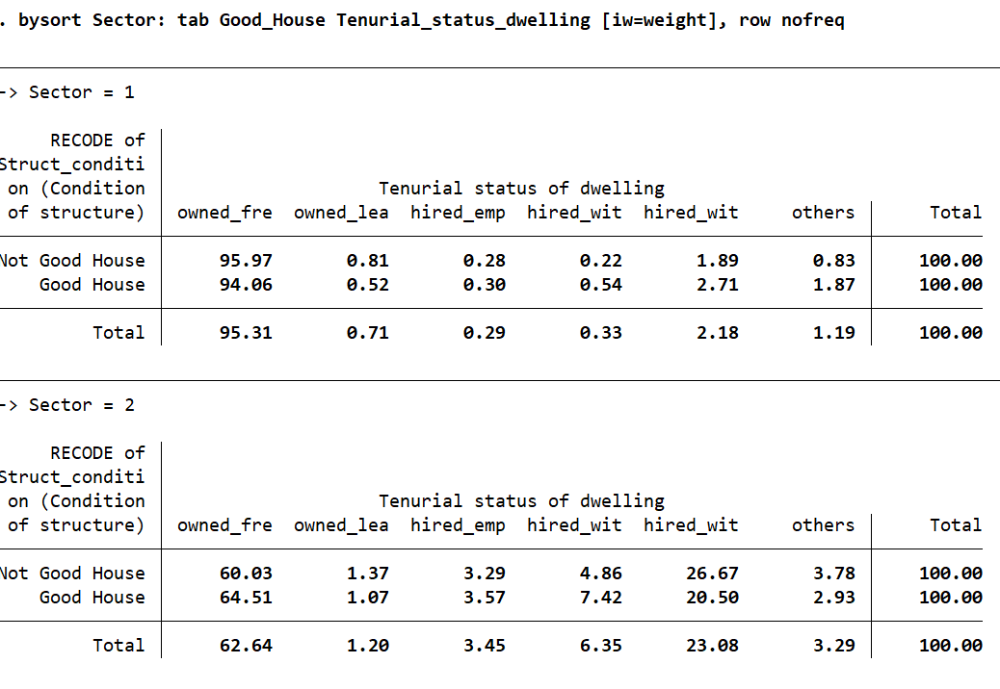 . bysort Sector: tab Good_House Tenurial_status_dwelling [iw=weight], row nofreq
-> Sector = 1
RECODE of
Struct_conditi
on (Condition Tenurial status of dwelling
of structure) owned_fre owned_lea hired_emp hired_wit hired_wit others Total
Not Good House 95.97 0.81 0.28 0.22 1.89 0.83 100.00
Good House 94.06 0.52 0.30 0.54 2.71 1.87 100.00
Total 95.31 0.71 0.29 0.33 2.18 1.19 100.00
-> Sector = 2
RECODE of
Struct_conditi
on (Condition Tenurial status of dwelling
of structure) owned_fre owned_lea hired_emp hired_wit hired_wit others Total
Not Good House 60.03 1.37 3.29 4.86 26.67 3.78 100.00
Good House 64.51 1.07 3.57 7.42 20.50 2.93 100.00
Total 62.64 1.20 3.45 6.35 23.08 3.29 100.00